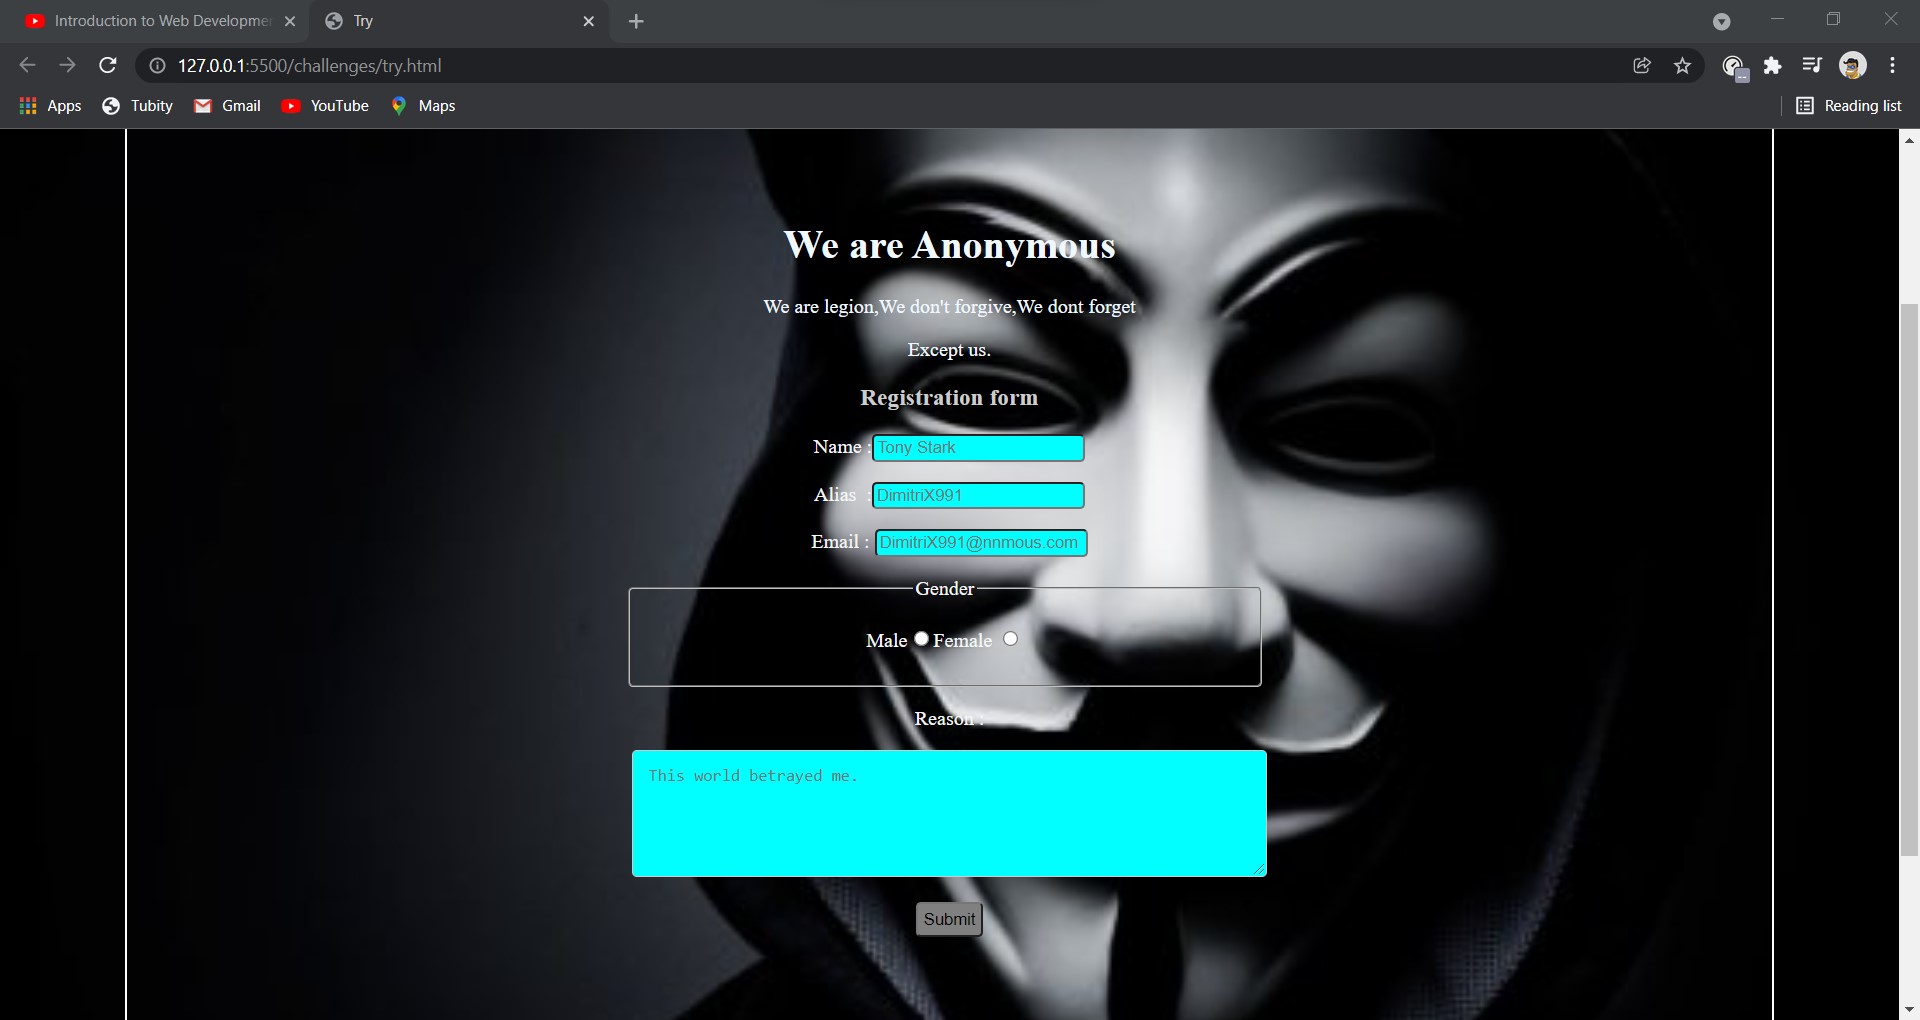 Introduction to Web Developme
Try
127.0.0.1:5500/challenges/try.html
Apps
Tubity
Gmail
YouTube
Maps
Reading list
We are Anonymous
We are legion,We don't forgive,We dont forget
Except us.
Registration form
Name : Tony Stark
Alias : DimitriX991
Email : DimitriX991@nnmous.com
Gender
Male Female
Reason :
This world betrayed me.
Submit